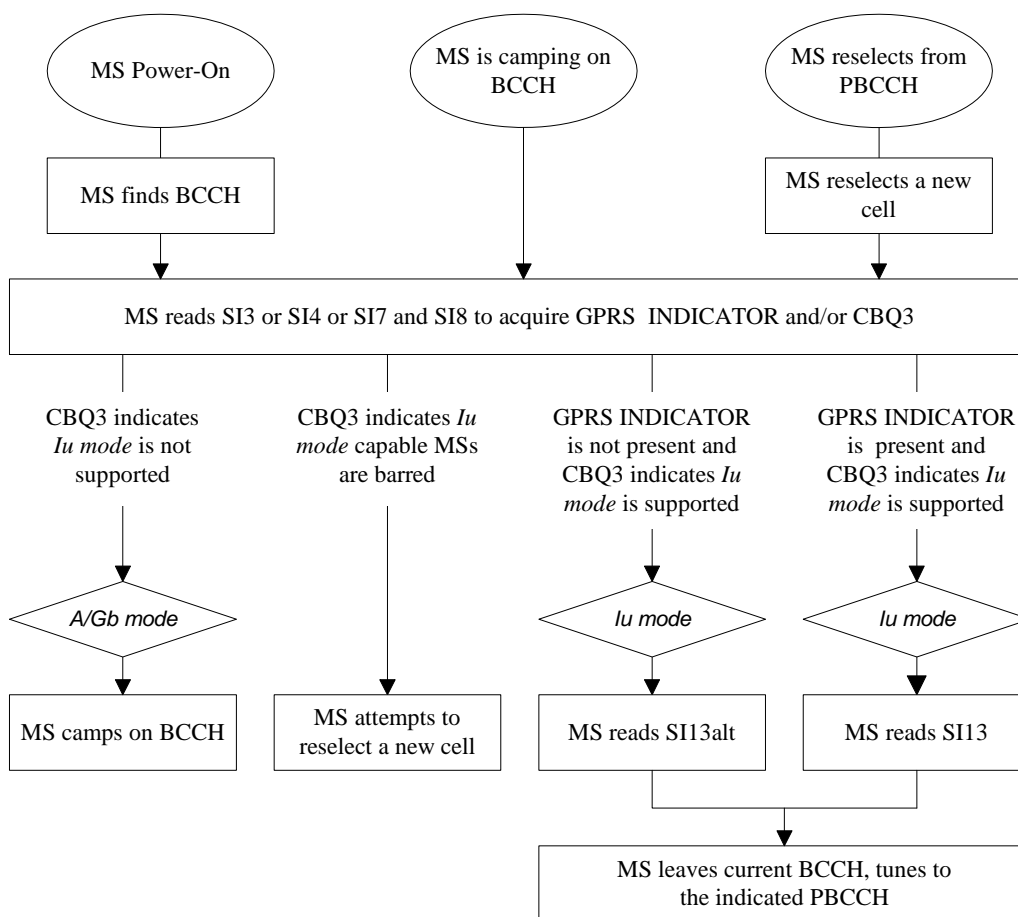 MS Power-On
MS is camping on
BCCH
MS reselects from
PBCCH
MS finds BCCH
MS reselects a new
cell
MS reads SI3 or SI4 or SI7 and SI8 to acquire GPRS INDICATOR and/or CBQ3
CBQ3 indicates
Iu mode is not
supported
CBQ3 indicates Iu
mode capable MSs
are barred
GPRS INDICATOR
is not present and
CBQ3 indicates Iu
mode is supported
GPRS INDICATOR
is present and
CBQ3 indicates Iu
mode is supported
A/Gb mode
Iu mode
Iu mode
MS camps on BCCH
MS attempts to
reselect a new cell
MS reads SI13alt
MS reads SI13
MS leaves current BCCH, tunes to
the indicated PBCCH